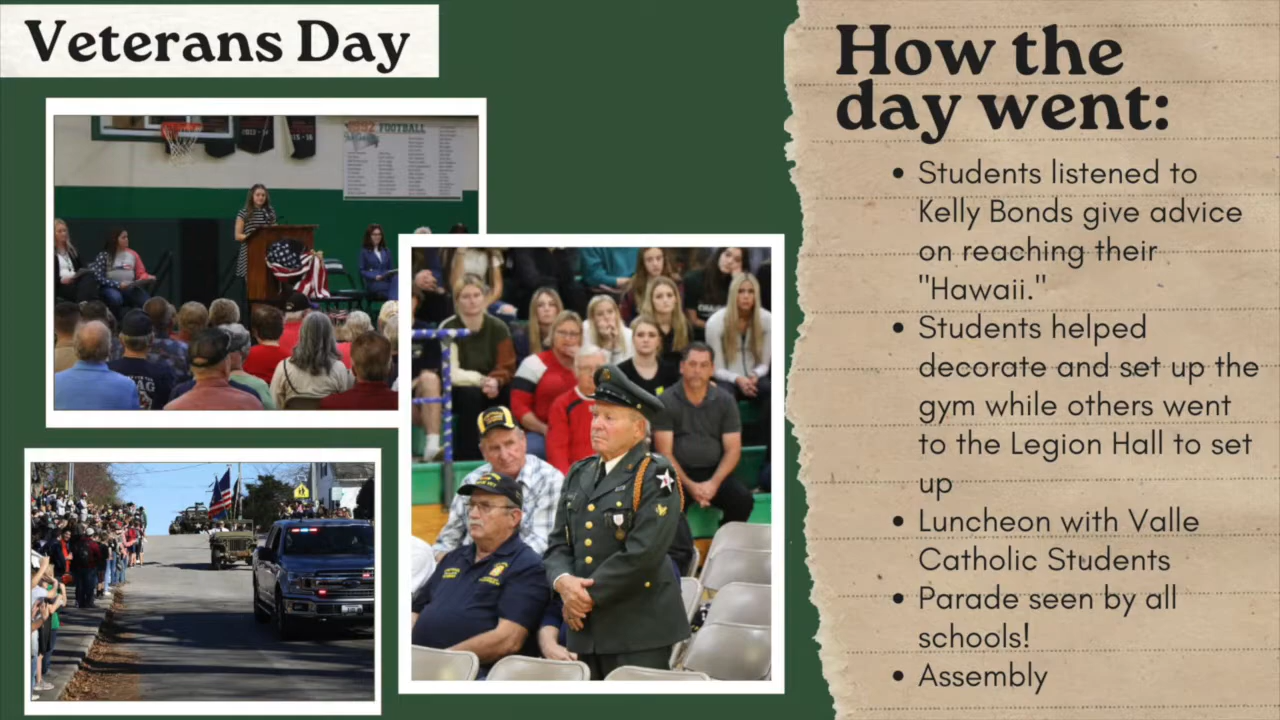 Veterans Day
FOOTBALL
How the
day went:
• Students listened to
Kelly Bonds give advice
on reaching their
"Hawaii."
• Students helped
decorate and set up the
gym while others went
to the Legion Hall to set
up
• Luncheon with Valle
Catholic Students
• Parade seen by all
schools!
• Assembly